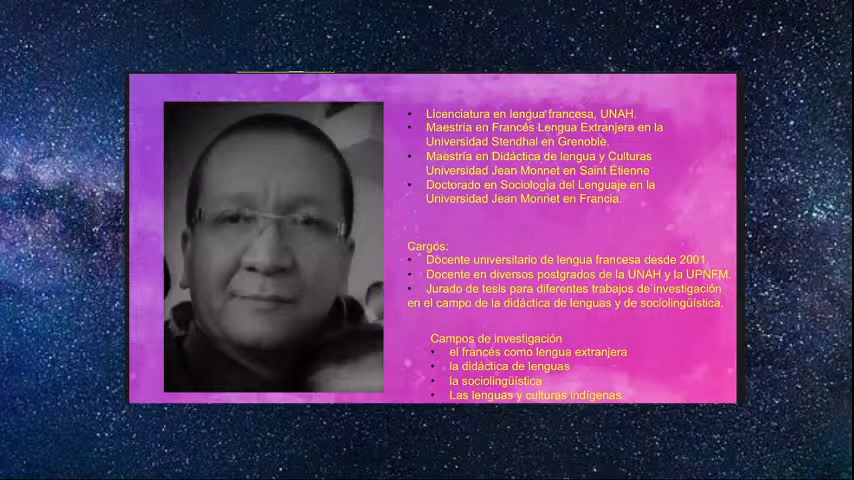 • Licenciatura en lengua francesa, UNAH.
• Maestría en Francés Lengua Extranjera en la
Universidad Stendhal en Grenoble.
• Maestría en Didáctica de lengua y Culturas
Universidad Jean Monnet en Saint Étienne
• Doctorado en Sociología del Lenguaje en la
Universidad Jean Monnet en Francia.
Cargos:
• Docente universitario de lengua francesa desde 2001.
• Docente en diversos postgrados de la UNAH y la UPNFM.
• Jurado de tesis para diferentes trabajos de investigación
en el campo de la didáctica de lenguas y de sociolingüística.
Campos de investigación
• el francés como lengua extranjera
• la didáctica de lenguas
• la sociolingüística
• Las lenguas y culturas indígenas